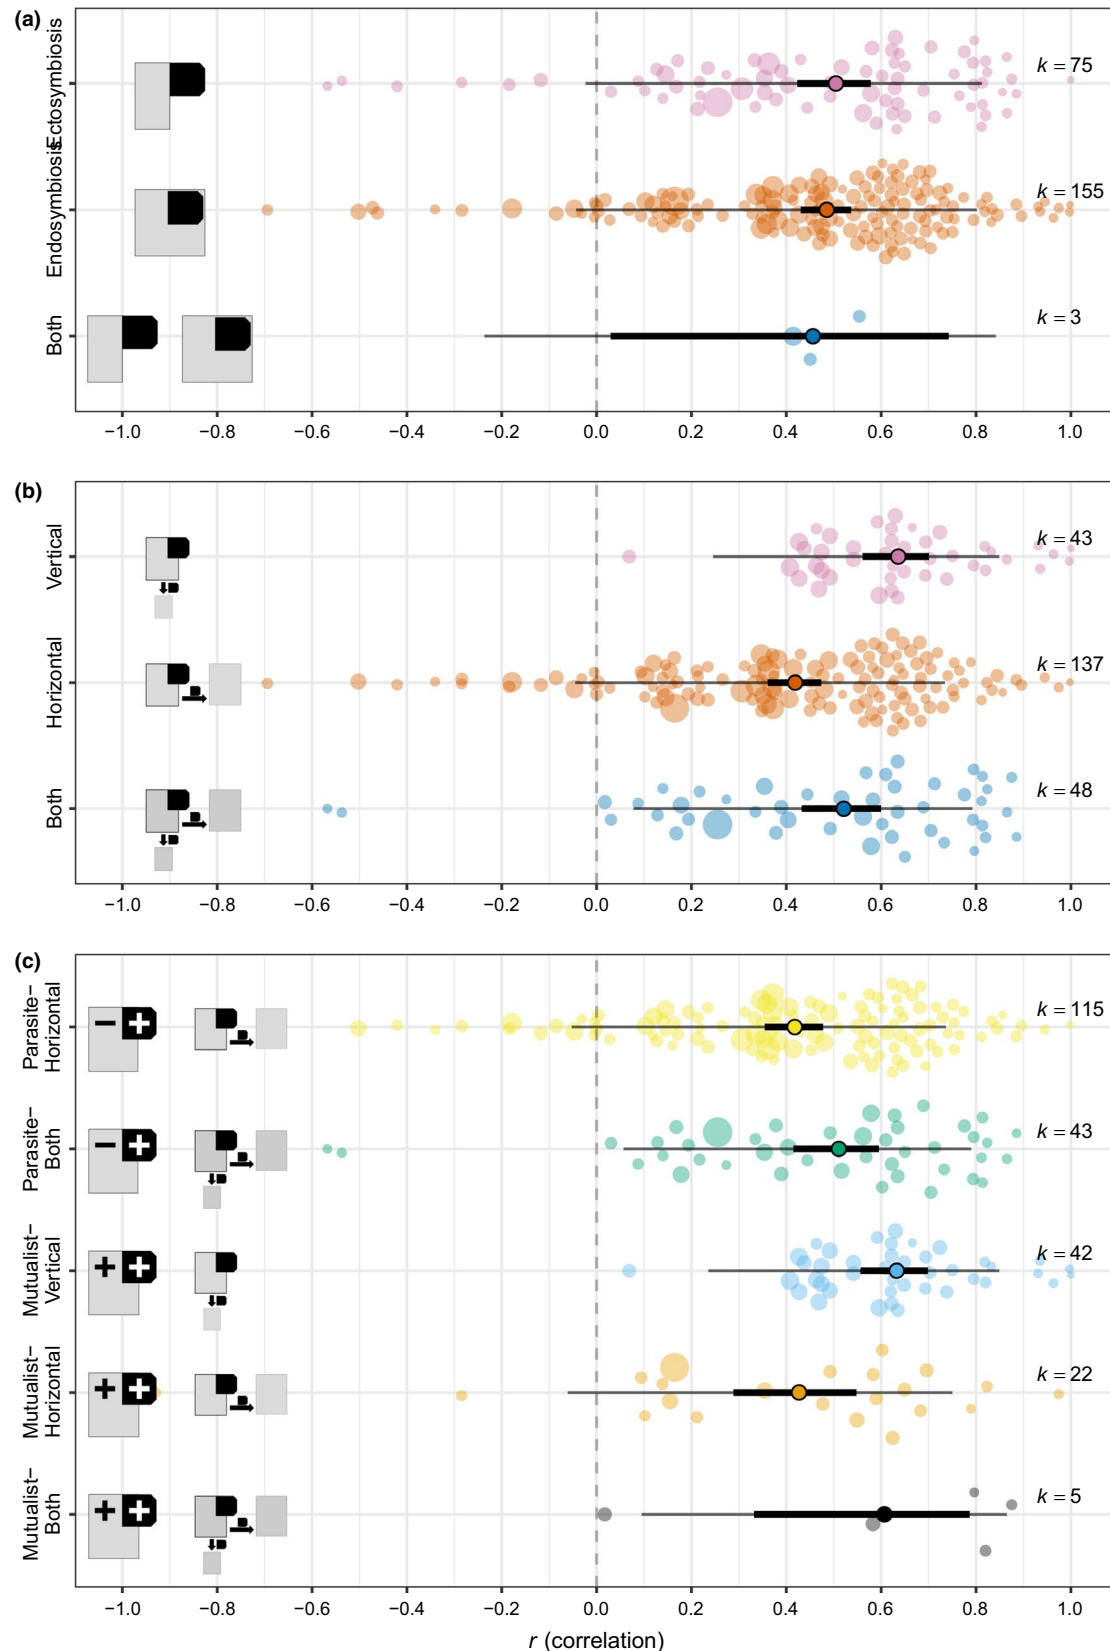 (a)
Ectosymbiosis
k = 75
Endosymbiosis
k = 155
Both
k = 3
−1.0 −0.8 −0.6 −0.4 −0.2 0.0 0.2 0.4 0.6 0.8 1.0
(b)
Vertical
k = 43
Horizontal
k = 137
Both
k = 48
−1.0 −0.8 −0.6 −0.4 −0.2 0.0 0.2 0.4 0.6 0.8 1.0
(c)
Parasite−
Horizontal
− +
k = 115
Parasite−
Both
− +
k = 43
Mutualist−
Vertical
+ +
k = 42
Mutualist−
Horizontal
+ +
k = 22
Mutualist−
Both
+ +
k = 5
−1.0 −0.8 −0.6 −0.4 −0.2 0.0 0.2 0.4 0.6 0.8 1.0
r (correlation)